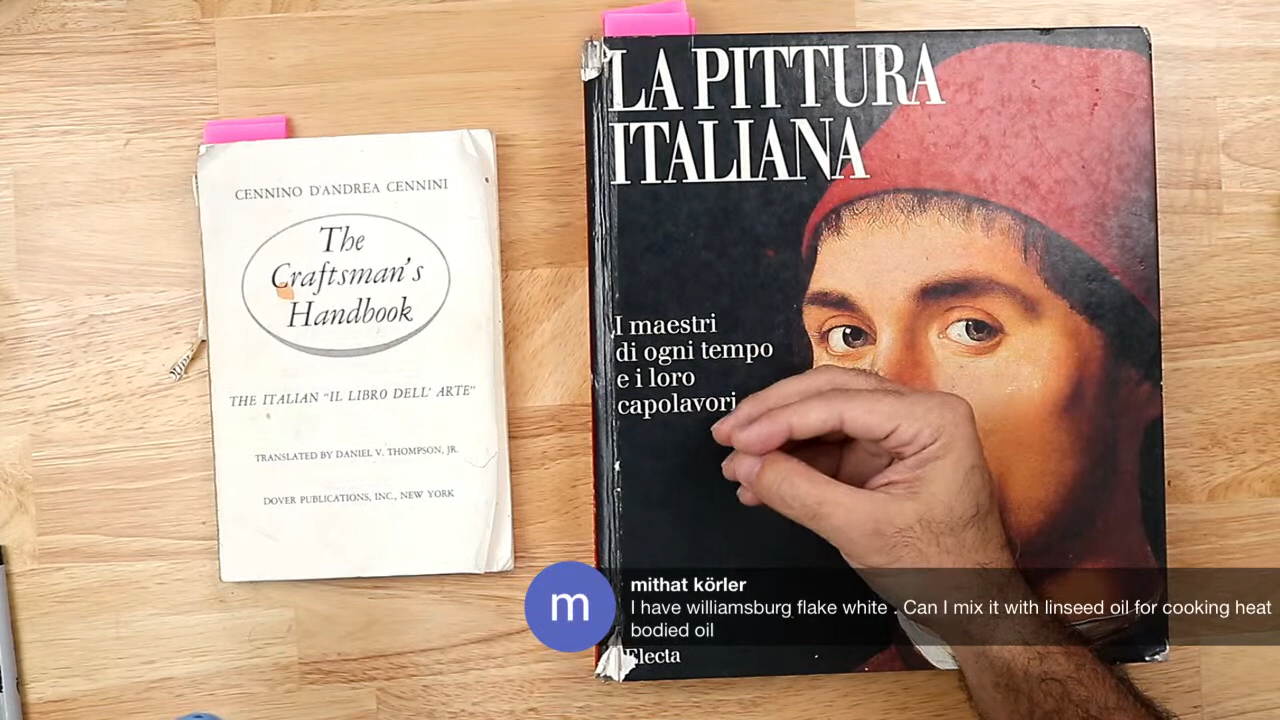 CENNINO D'ANDREA CENNINI
The
Craftsman's
Handbook
THE ITALIAN "IL LIBRO DELL' ARTE"
TRANSLATED BY DANIEL V. THOMPSON, JR.
DOVER PUBLICATIONS, INC., NEW YORK
LA PITTURA
ITALIANA
I maestri
di ogni tempo
e i loro
capolavori
Electa
m
mithat körler
I have williamsburg flake white . Can I mix it with linseed oil for cooking heat
bodied oil